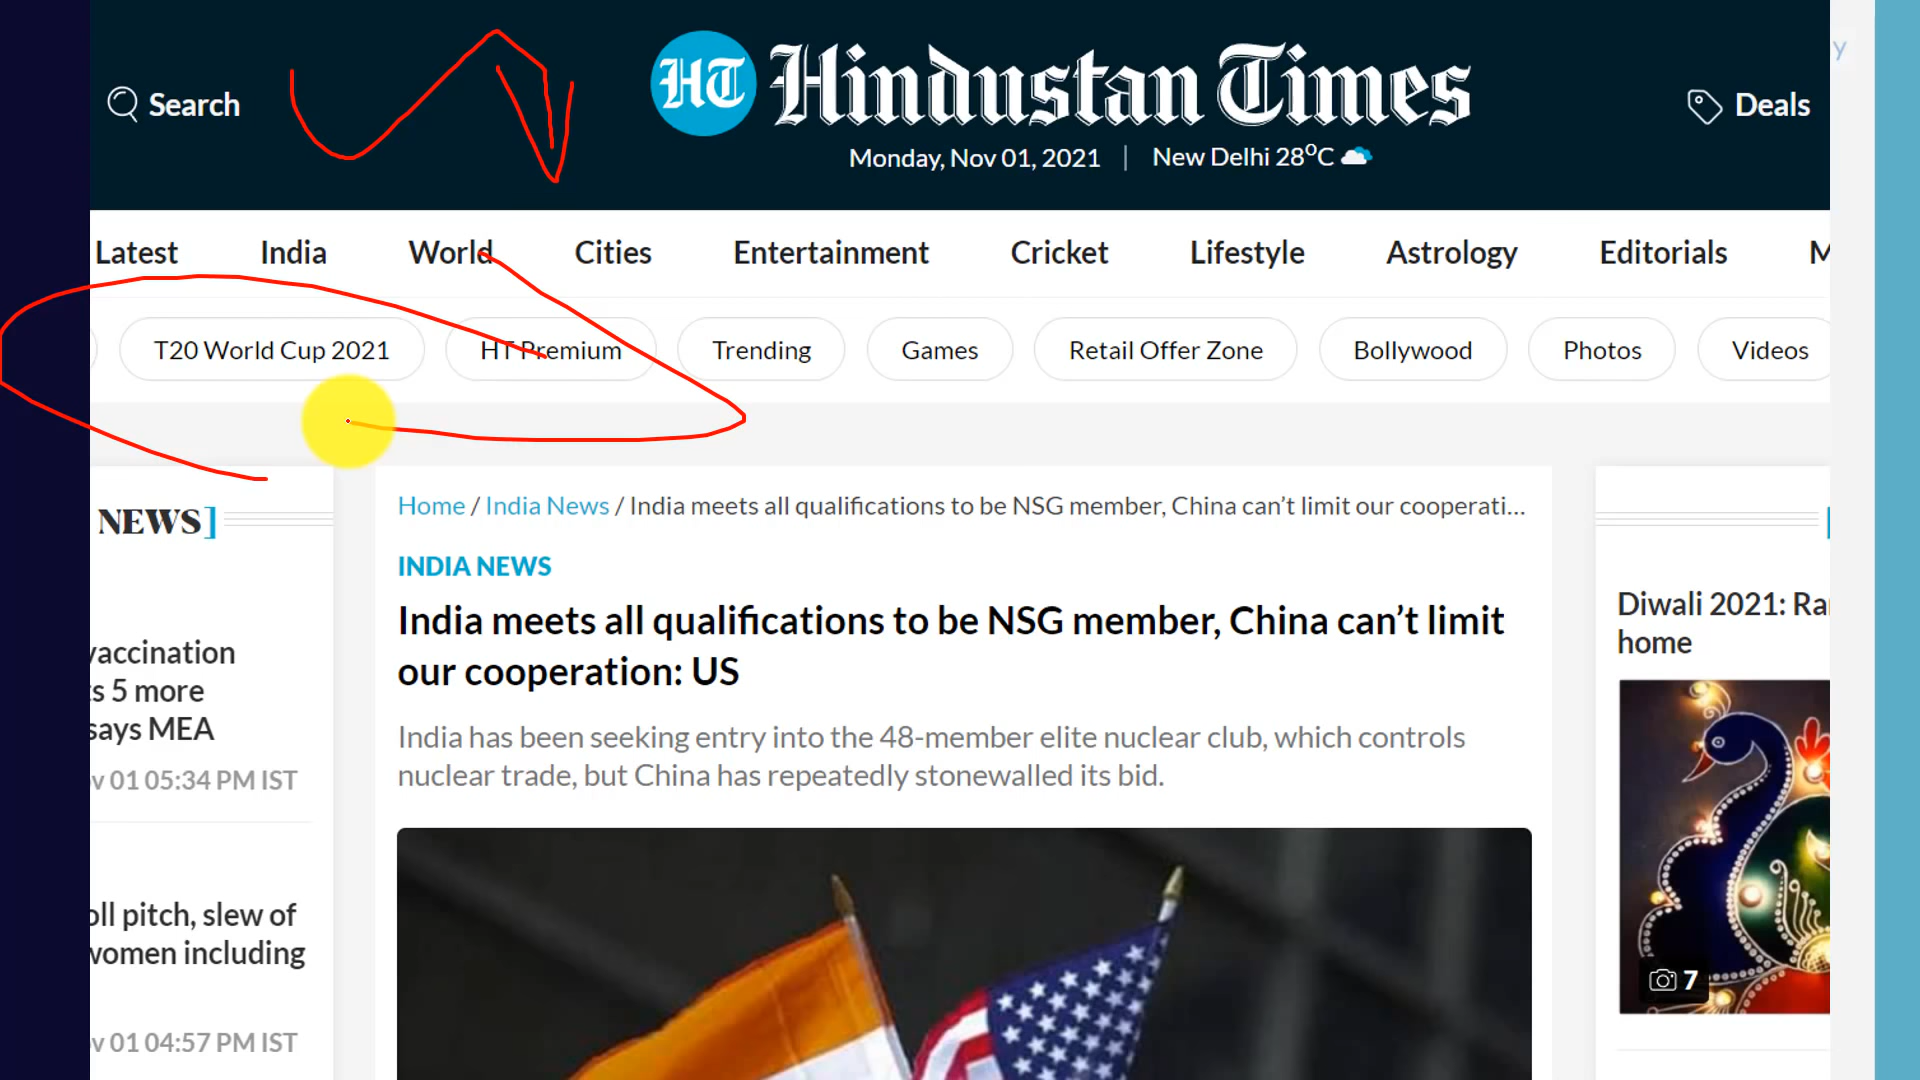 Search
HT Hindustan Times
Deals
Monday, Nov 01, 2021 | New Delhi 28°C
Latest India World Cities Entertainment Cricket Lifestyle Astrology Editorials M
T20 World Cup 2021 HT Premium Trending Games Retail Offer Zone Bollywood Photos Videos
NEWS]
vaccination
s 5 more
says MEA
v 01 05:34 PM IST
oll pitch, slew of
women including
v 01 04:57 PM IST
Home / India News / India meets all qualifications to be NSG member, China can’t limit our cooperati...
INDIA NEWS
India meets all qualifications to be NSG member, China can’t limit
our cooperation: US
India has been seeking entry into the 48-member elite nuclear club, which controls
nuclear trade, but China has repeatedly stonewalled its bid.
Diwali 2021: Ra
home
7
y